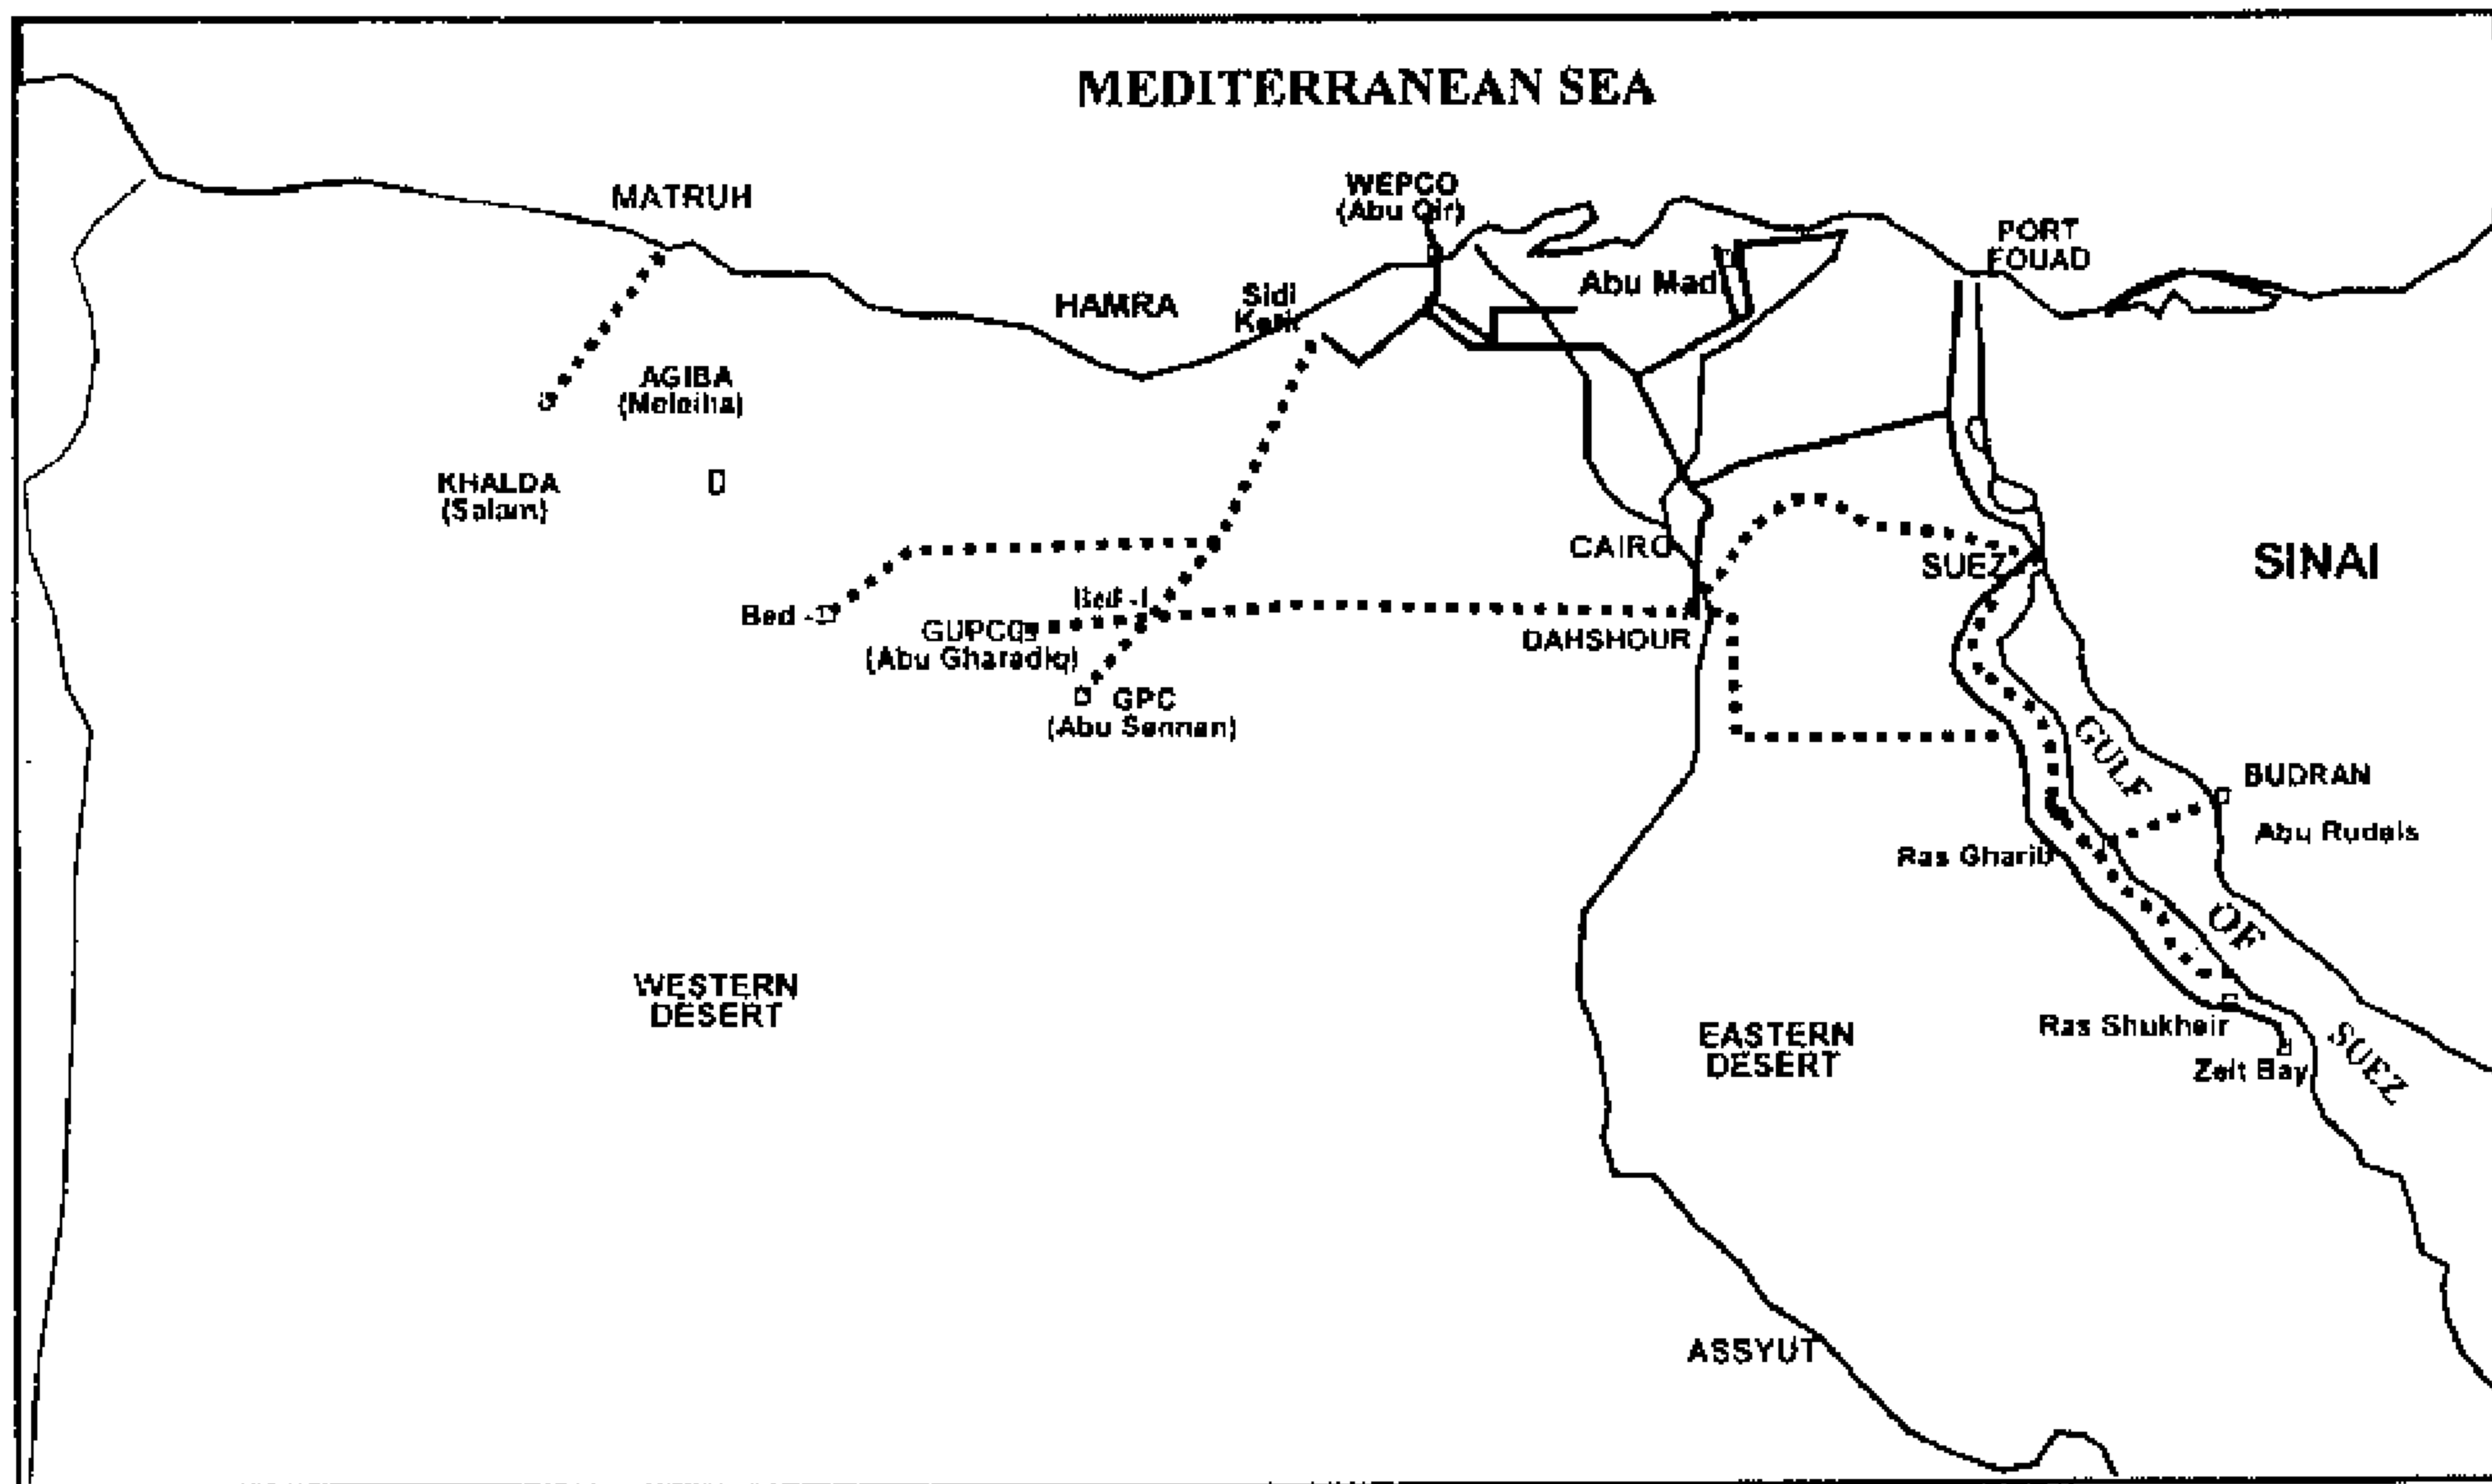 MEDITERRANEAN SEA
MATRUH
WEPCO
(Abu Qir)
PORT
FOUAD
HAMRA
Sidi
Abu Mad
AGIBA
(Meleiha)
KHALDA
(Salam)
CAIRO
SUEZ
SINAI
Bed -
Bed -1
GUPCO
(Abu Gharadiq)
DAHSHOUR
GPC
(Abu Sennan)
GULF
OF
SUEZ
BUDRAN
Abu Rudels
Ras Gharib
WESTERN
DESERT
EASTERN
DESERT
Ras Shukheir
Zeit Bay
ASSYUT